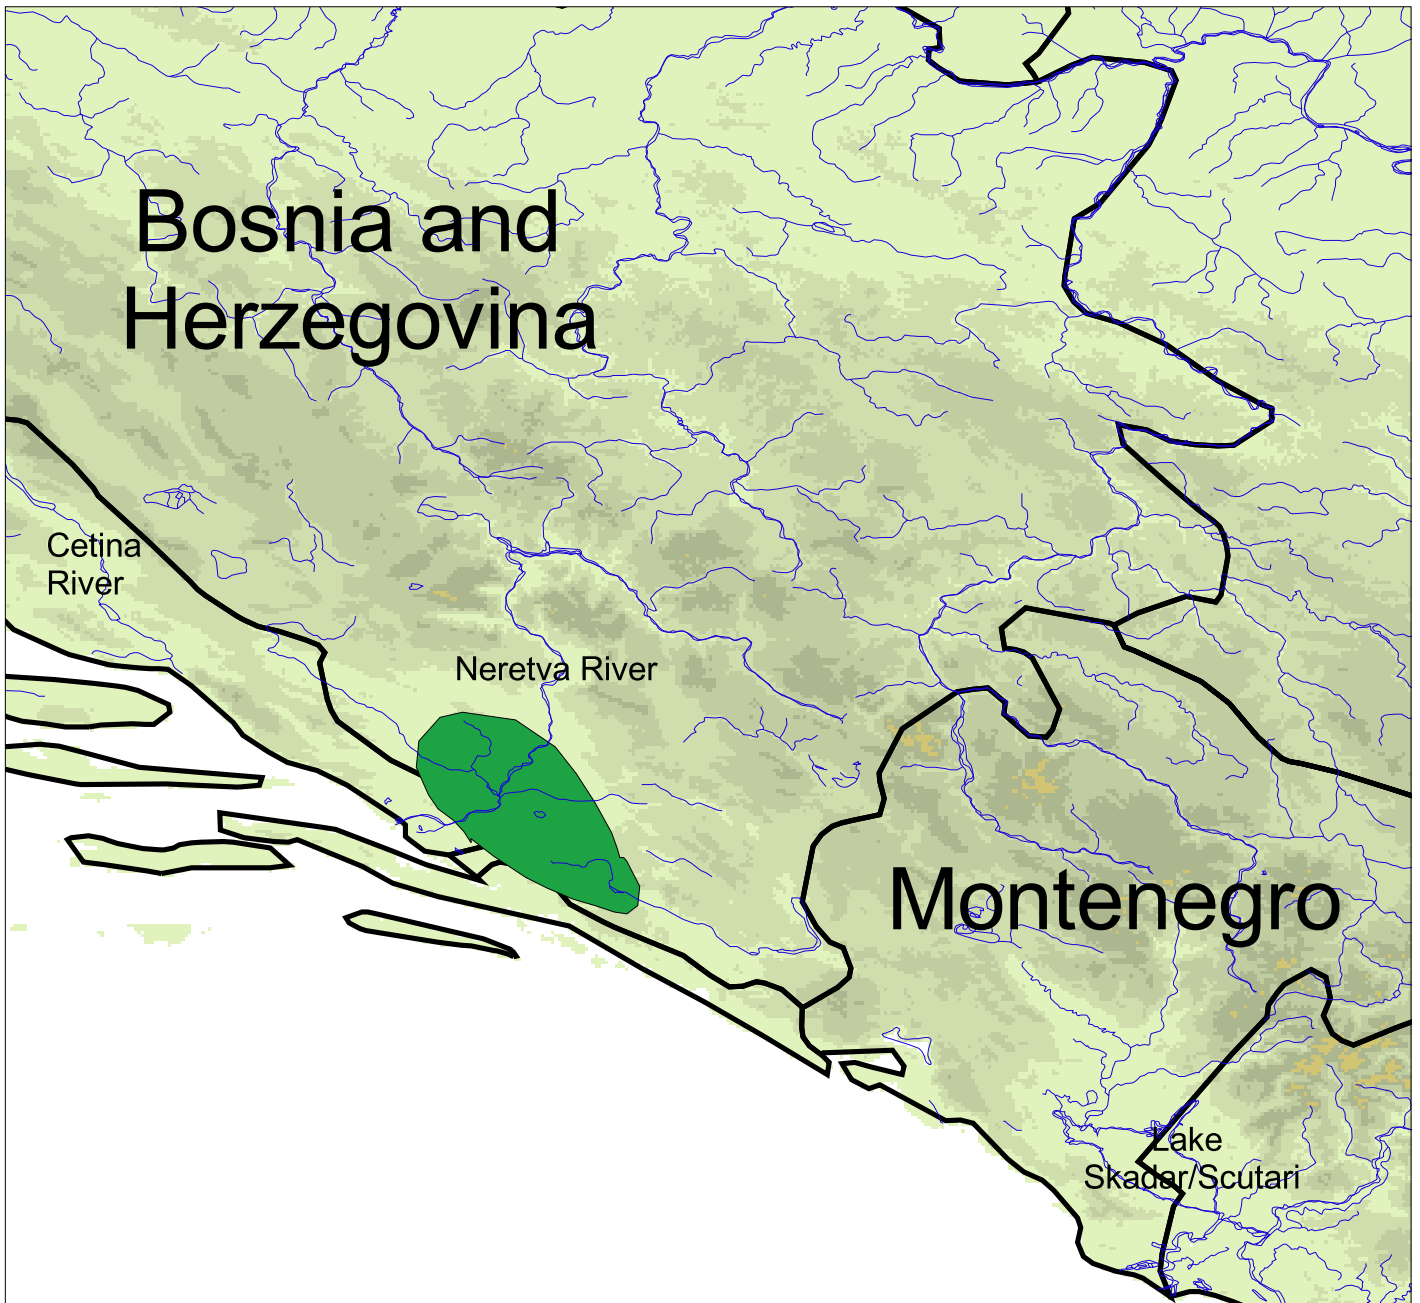 Bosnia and
Herzegovina
Cetina
River
Neretva River
Montenegro
Lake
Skadar/Scutari